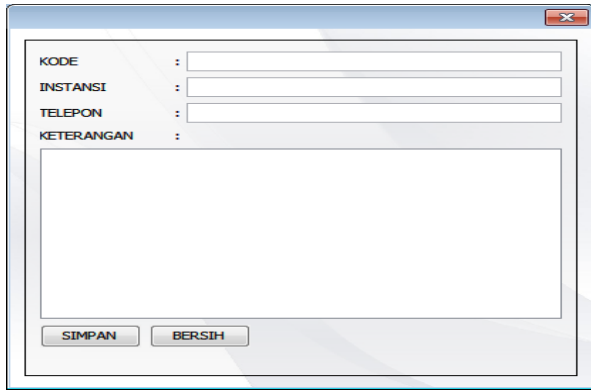 KODE :
INSTANSI :
TELEPON :
KETERANGAN :
SIMPAN BERSIH